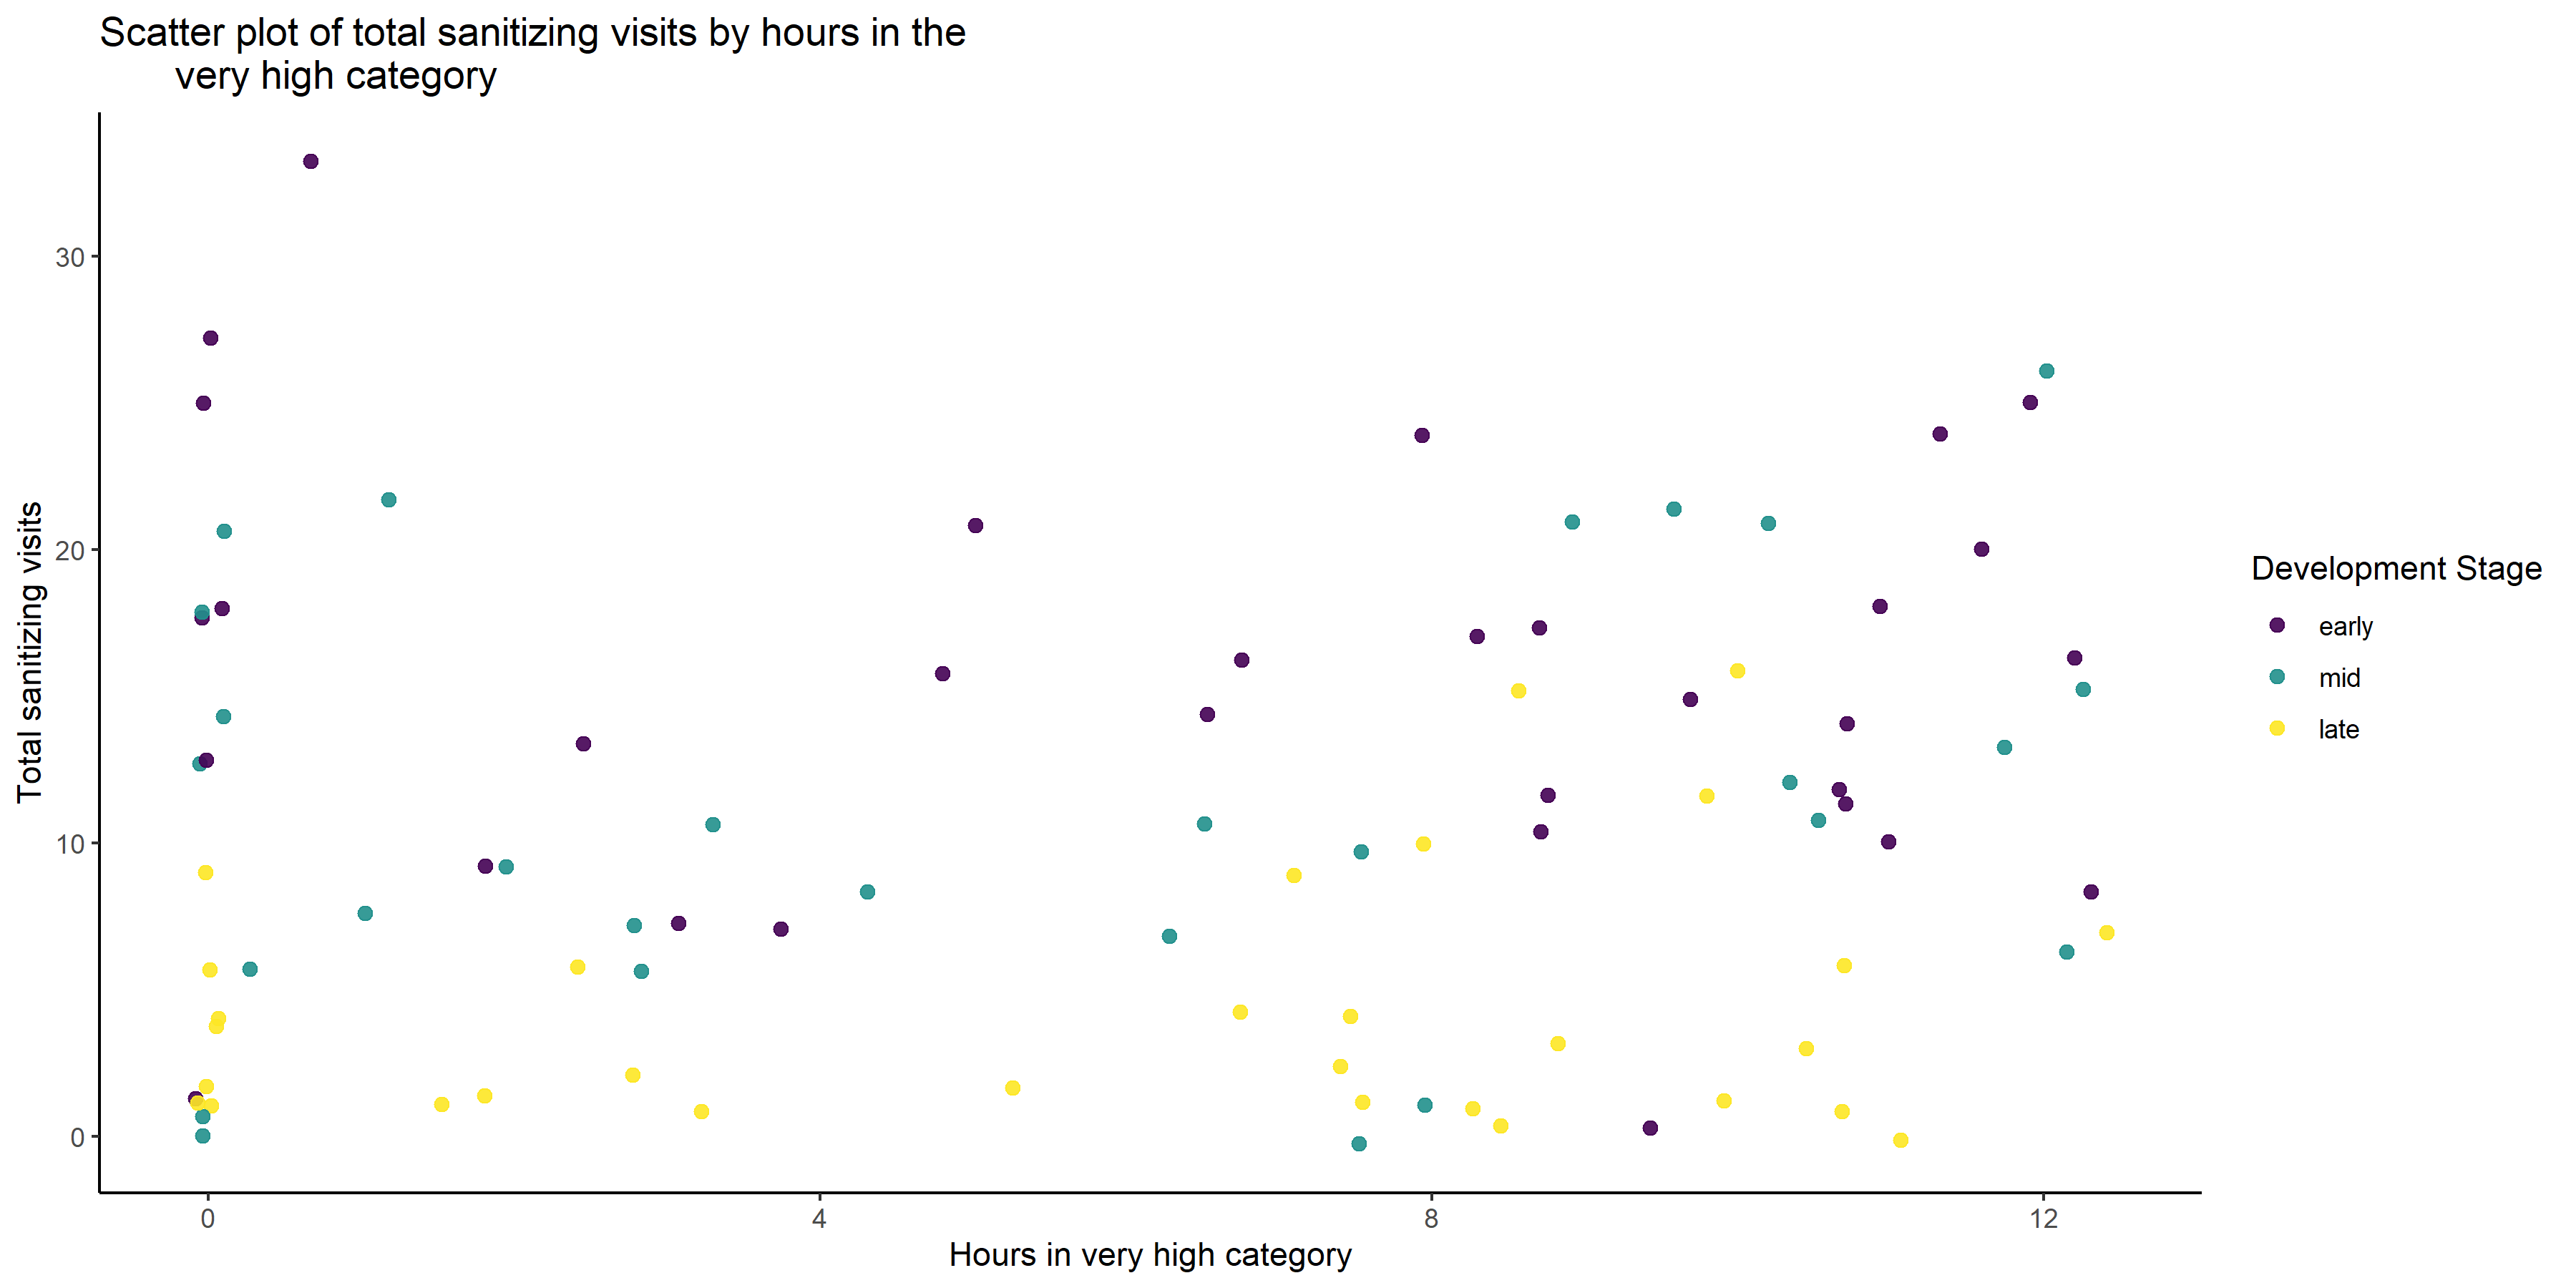 Scatter plot of total sanitizing visits by hours in the
very high category
Total sanitizing visits
30
20
10
0
0
4
8
12
Hours in very high category
Development Stage
early
mid
late